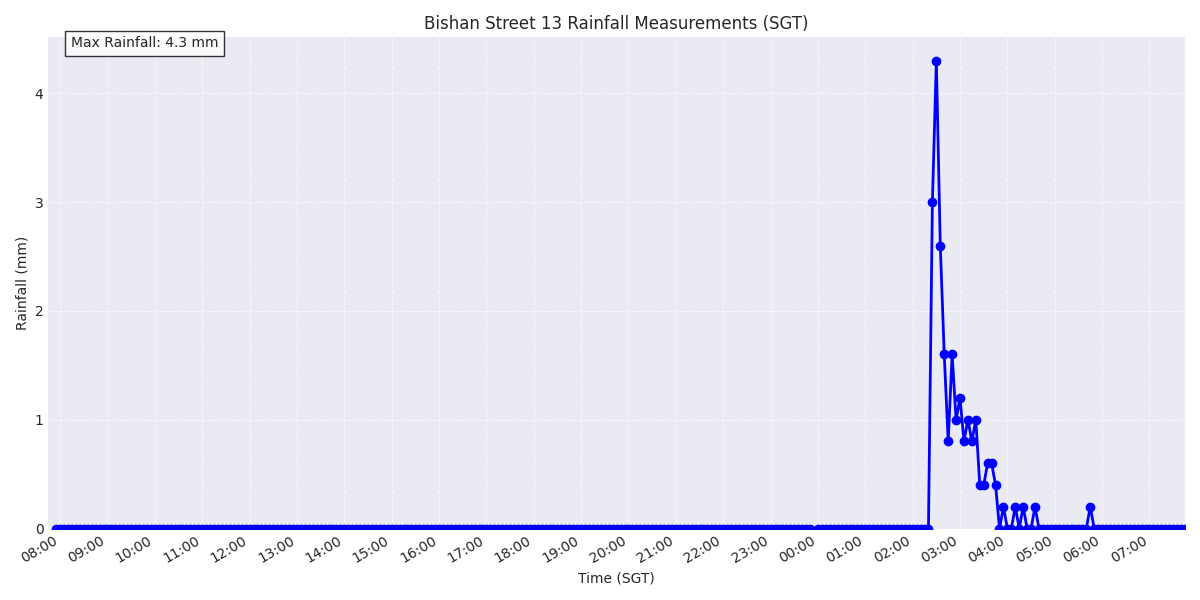 Bishan Street 13 Rainfall Measurements (SGT)
Max Rainfall: 4.3 mm
Rainfall (mm)
4
3
2
1
0
08:00 09:00 10:00 11:00 12:00 13:00 14:00 15:00 16:00 17:00 18:00 19:00 20:00 21:00 22:00 23:00 00:00 01:00 02:00 03:00 04:00 05:00 06:00 07:00
Time (SGT)